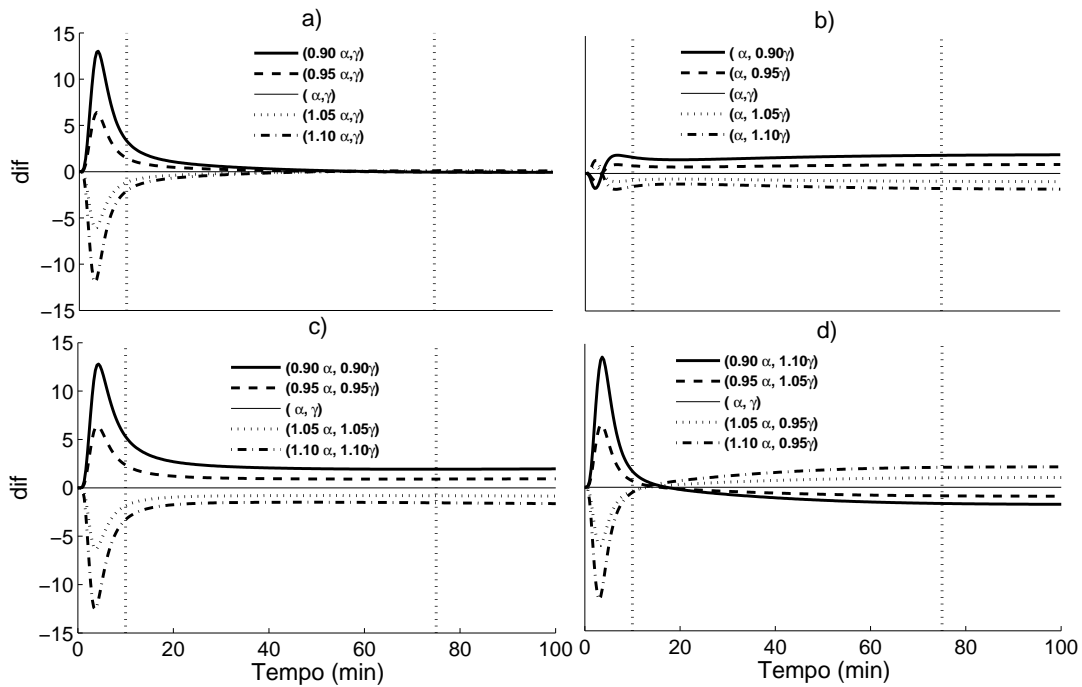 a)
15
10
5
0
−5
−10
−15
dif
(0.90 α,γ)
(0.95 α,γ)
( α,γ)
(1.05 α,γ)
(1.10 α,γ)
b)
( α, 0.90γ)
(α, 0.95γ)
(α,γ)
(α, 1.05γ)
(α, 1.10γ)
c)
15
10
5
0
−5
−10
−15
dif
(0.90 α, 0.90γ)
(0.95 α, 0.95γ)
( α, γ)
(1.05 α, 1.05γ)
(1.10 α, 1.10γ)
0 20 40 60 80 100
Tempo (min)
d)
(0.90 α, 1.10γ)
(0.95 α, 1.05γ)
( α, γ)
(1.05 α, 0.95γ)
(1.10 α, 0.95γ)
20 40 60 80 100
Tempo (min)